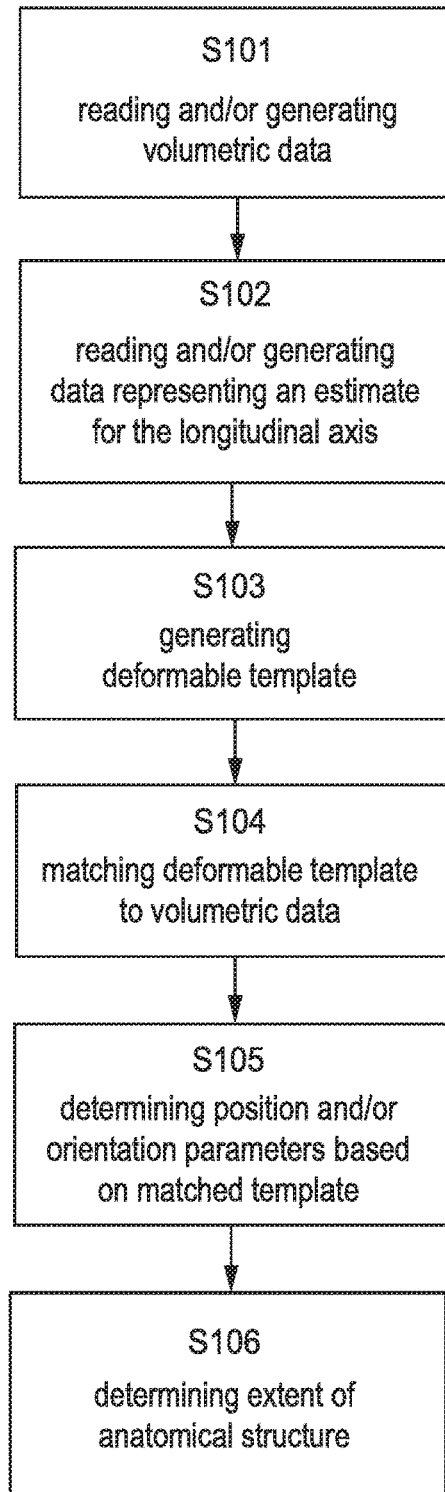 S101
reading and/or generating
volumetric data
S102
reading and/or generating
data representing an estimate
for the longitudinal axis
S103
generating
deformable template
S104
matching deformable template
to volumetric data
S105
determining position and/or
orientation parameters based
on matched template
S106
determining extent of
anatomical structure